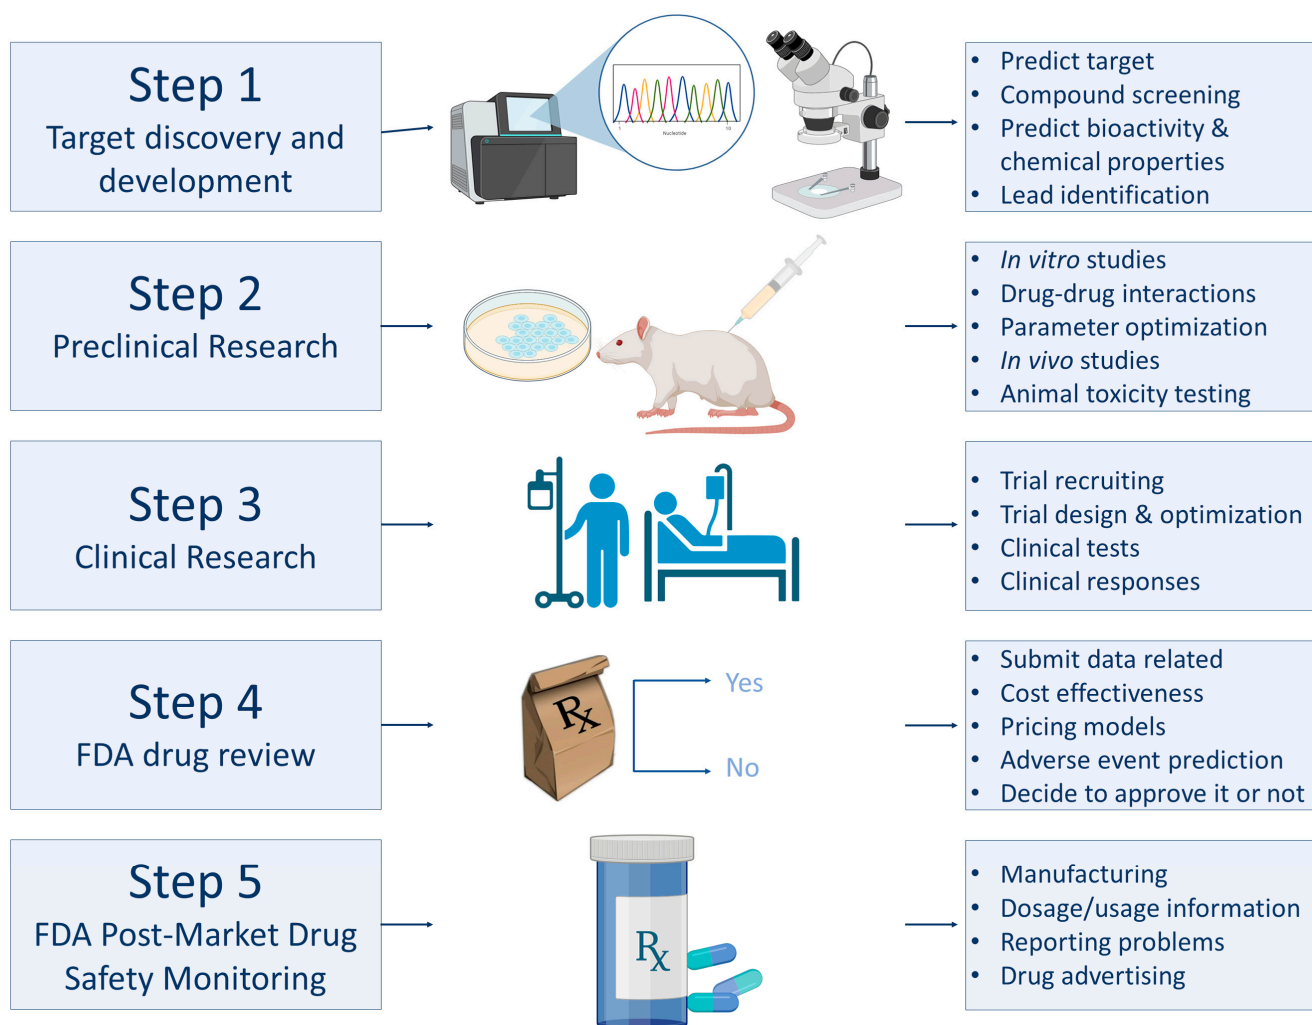 Step 1
Target discovery and
development
1
Nucleotide
10
• Predict target
• Compound screening
• Predict bioactivity &
chemical properties
• Lead identification
Step 2
Preclinical Research
• In vitro studies
• Drug-drug interactions
• Parameter optimization
• In vivo studies
• Animal toxicity testing
Step 3
Clinical Research
• Trial recruiting
• Trial design & optimization
• Clinical tests
• Clinical responses
Step 4
FDA drug review
Rx
Yes
No
• Submit data related
• Cost effectiveness
• Pricing models
• Adverse event prediction
• Decide to approve it or not
Step 5
FDA Post-Market Drug
Safety Monitoring
Rx
• Manufacturing
• Dosage/usage information
• Reporting problems
• Drug advertising